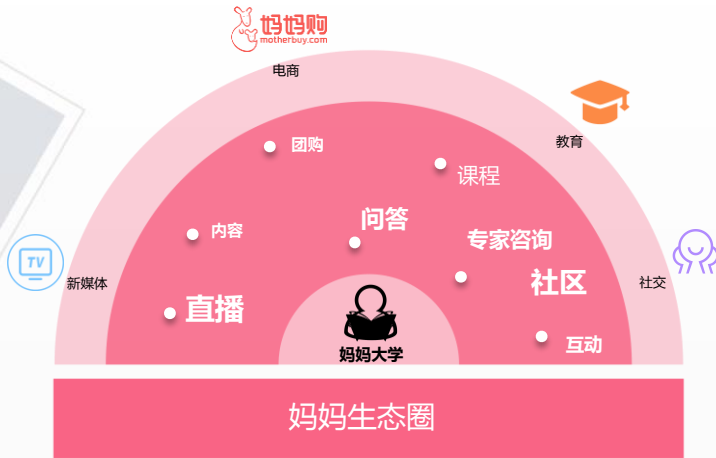 妈妈购
motherbuy.com
电商
教育
团购
课程
问答
内容
专家咨询
TV
新媒体
社区
社交
直播
互动
妈妈大学
妈妈生态圈